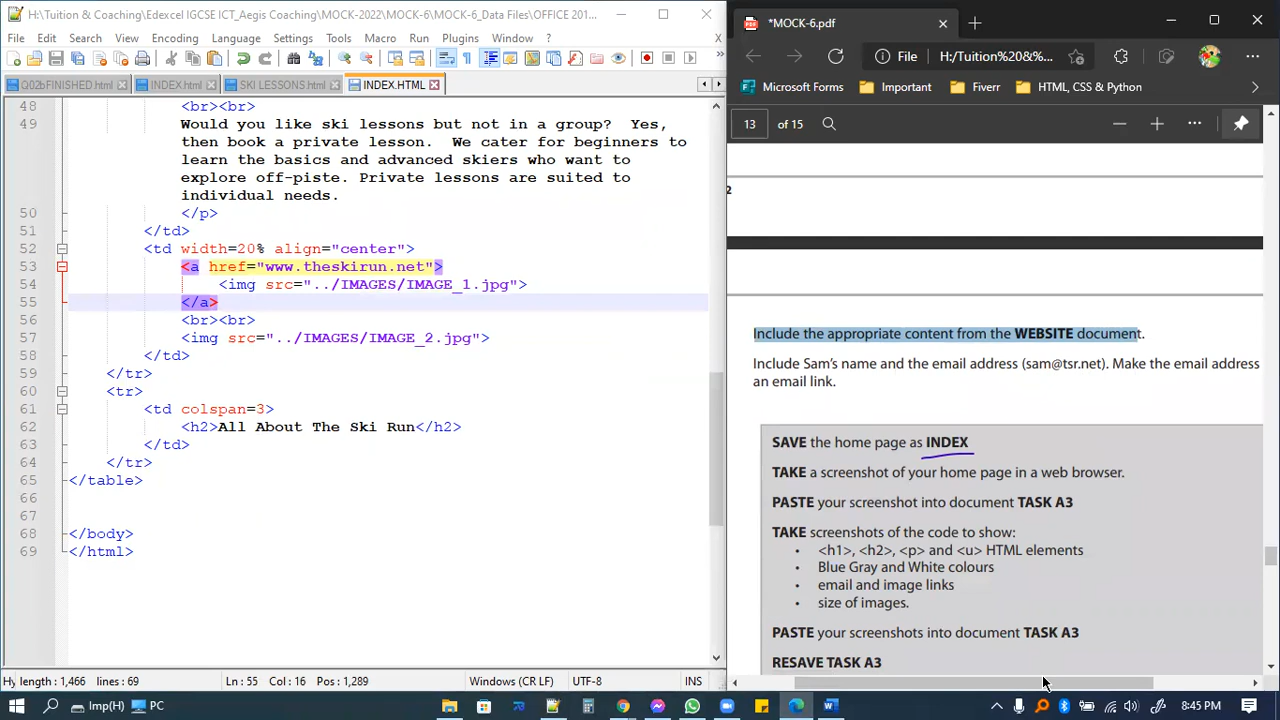 H:\Tuition & Coaching\Edexcel IGCSE ICT_Aegis Coaching\MOCK-2022\MOCK-6\MOCK-6_Data Files\OFFICE 201...
File Edit Search View Encoding Language Settings Tools Macro Run Plugins Window ?
Q02bFINISHED.html INDEX.html SKI LESSONS.html INDEX.HTML
48 <br><br>
49 Would you like ski lessons but not in a group? Yes,
then book a private lesson. We cater for beginners to
learn the basics and advanced skiers who want to
explore off-piste. Private lessons are suited to
individual needs.
50 </p>
51 </td>
52 <td width=20% align="center">
53 <a href="www.theskirun.net">
54 <img src="../IMAGES/IMAGE_1.jpg">
55 </a>
56 <br><br>
57 <img src="../IMAGES/IMAGE_2.jpg">
58 </td>
59 </tr>
60 <tr>
61 <td colspan=3>
62 <h2>All About The Ski Run</h2>
63 </td>
64 </tr>
65 </table>
66
67
68 </body>
69 </html>
Hy length : 1,466 lines : 69 Ln : 55 Col : 16 Pos : 1,289 Windows (CR LF) UTF-8 INS
*MOCK-6.pdf
File H:/Tuition%20&%...
Microsoft Forms Important Fiverr HTML, CSS & Python
13 of 15
2
Include the appropriate content from the WEBSITE document.
Include Sam's name and the email address (sam@tsr.net). Make the email address
an email link.
SAVE the home page as INDEX
TAKE a screenshot of your home page in a web browser.
PASTE your screenshot into document TASK A3
TAKE screenshots of the code to show:
• <h1>, <h2>, <p> and <u> HTML elements
• Blue Gray and White colours
• email and image links
• size of images.
PASTE your screenshots into document TASK A3
RESAVE TASK A3
Imp(H) PC 8:45 PM